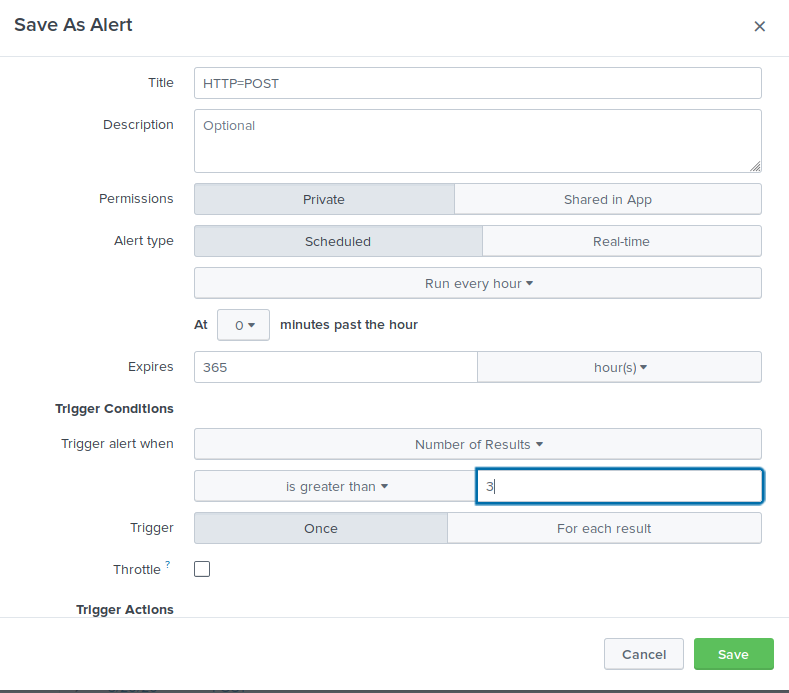 Save As Alert ×
Title HTTP=POST
Description Optional
Permissions Private Shared in App
Alert type Scheduled Real-time
Run every hour
At 0 minutes past the hour
Expires 365 hour(s)
Trigger Conditions
Trigger alert when Number of Results
is greater than 3
Trigger Once For each result
Throttle ?
Trigger Actions
Cancel Save